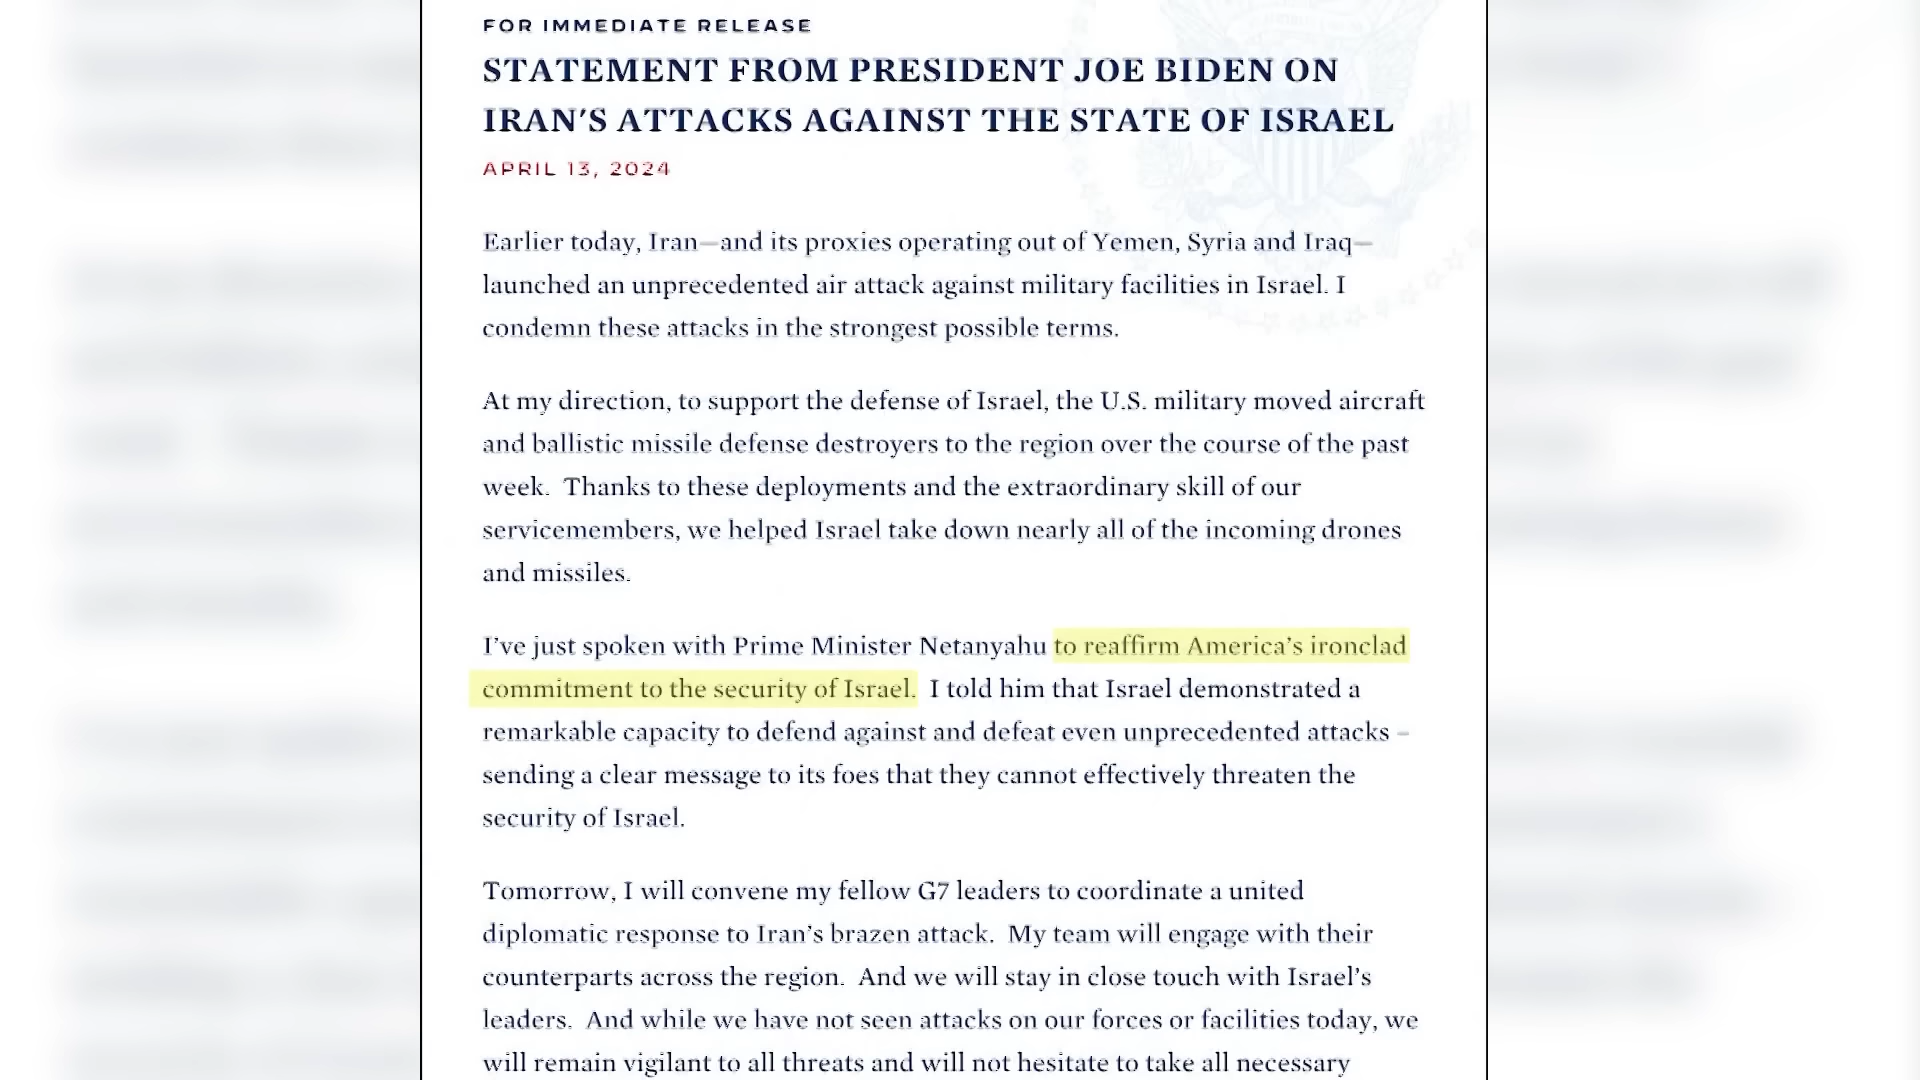 FOR IMMEDIATE RELEASE
STATEMENT FROM PRESIDENT JOE BIDEN ON
IRAN'S ATTACKS AGAINST THE STATE OF ISRAEL
APRIL 13, 2024
Earlier today, Iran—and its proxies operating out of Yemen, Syria and Iraq—
launched an unprecedented air attack against military facilities in Israel. I
condemn these attacks in the strongest possible terms.
At my direction, to support the defense of Israel, the U.S. military moved aircraft
and ballistic missile defense destroyers to the region over the course of the past
week.  Thanks to these deployments and the extraordinary skill of our
servicemembers, we helped Israel take down nearly all of the incoming drones
and missiles.
I’ve just spoken with Prime Minister Netanyahu to reaffirm America’s ironclad
commitment to the security of Israel.  I told him that Israel demonstrated a
remarkable capacity to defend against and defeat even unprecedented attacks –
sending a clear message to its foes that they cannot effectively threaten the
security of Israel.
Tomorrow, I will convene my fellow G7 leaders to coordinate a united
diplomatic response to Iran’s brazen attack.  My team will engage with their
counterparts across the region.  And we will stay in close touch with Israel’s
leaders.  And while we have not seen attacks on our forces or facilities today, we
will remain vigilant to all threats and will not hesitate to take all necessary